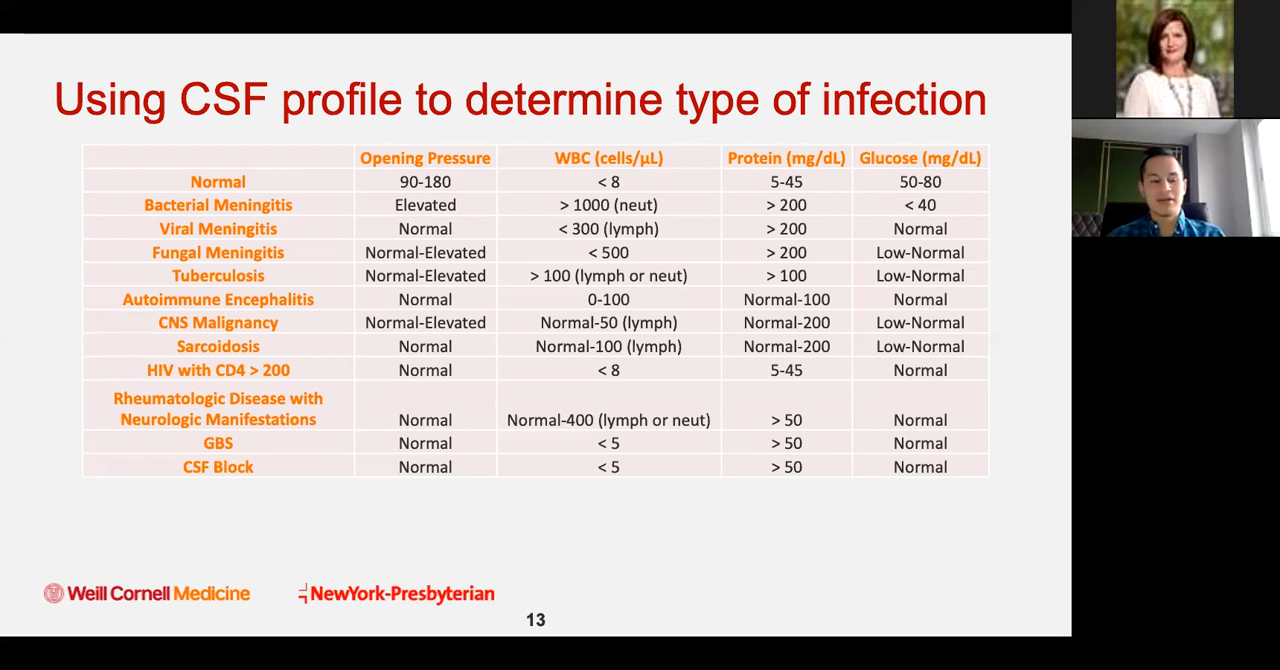 Using CSF profile to determine type of infection
Opening Pressure WBC (cells/µL) Protein (mg/dL) Glucose (mg/dL)
Normal 90-180 < 8 5-45 50-80
Bacterial Meningitis Elevated > 1000 (neut) > 200 < 40
Viral Meningitis Normal < 300 (lymph) > 200 Normal
Fungal Meningitis Normal-Elevated < 500 > 200 Low-Normal
Tuberculosis Normal-Elevated > 100 (lymph or neut) > 100 Low-Normal
Autoimmune Encephalitis Normal 0-100 Normal-100 Normal
CNS Malignancy Normal-Elevated Normal-50 (lymph) Normal-200 Low-Normal
Sarcoidosis Normal Normal-100 (lymph) Normal-200 Low-Normal
HIV with CD4 > 200 Normal < 8 5-45 Normal
Rheumatologic Disease with
Neurologic Manifestations Normal Normal-400 (lymph or neut) > 50 Normal
GBS Normal < 5 > 50 Normal
CSF Block Normal < 5 > 50 Normal
Weill Cornell Medicine NewYork-Presbyterian
13